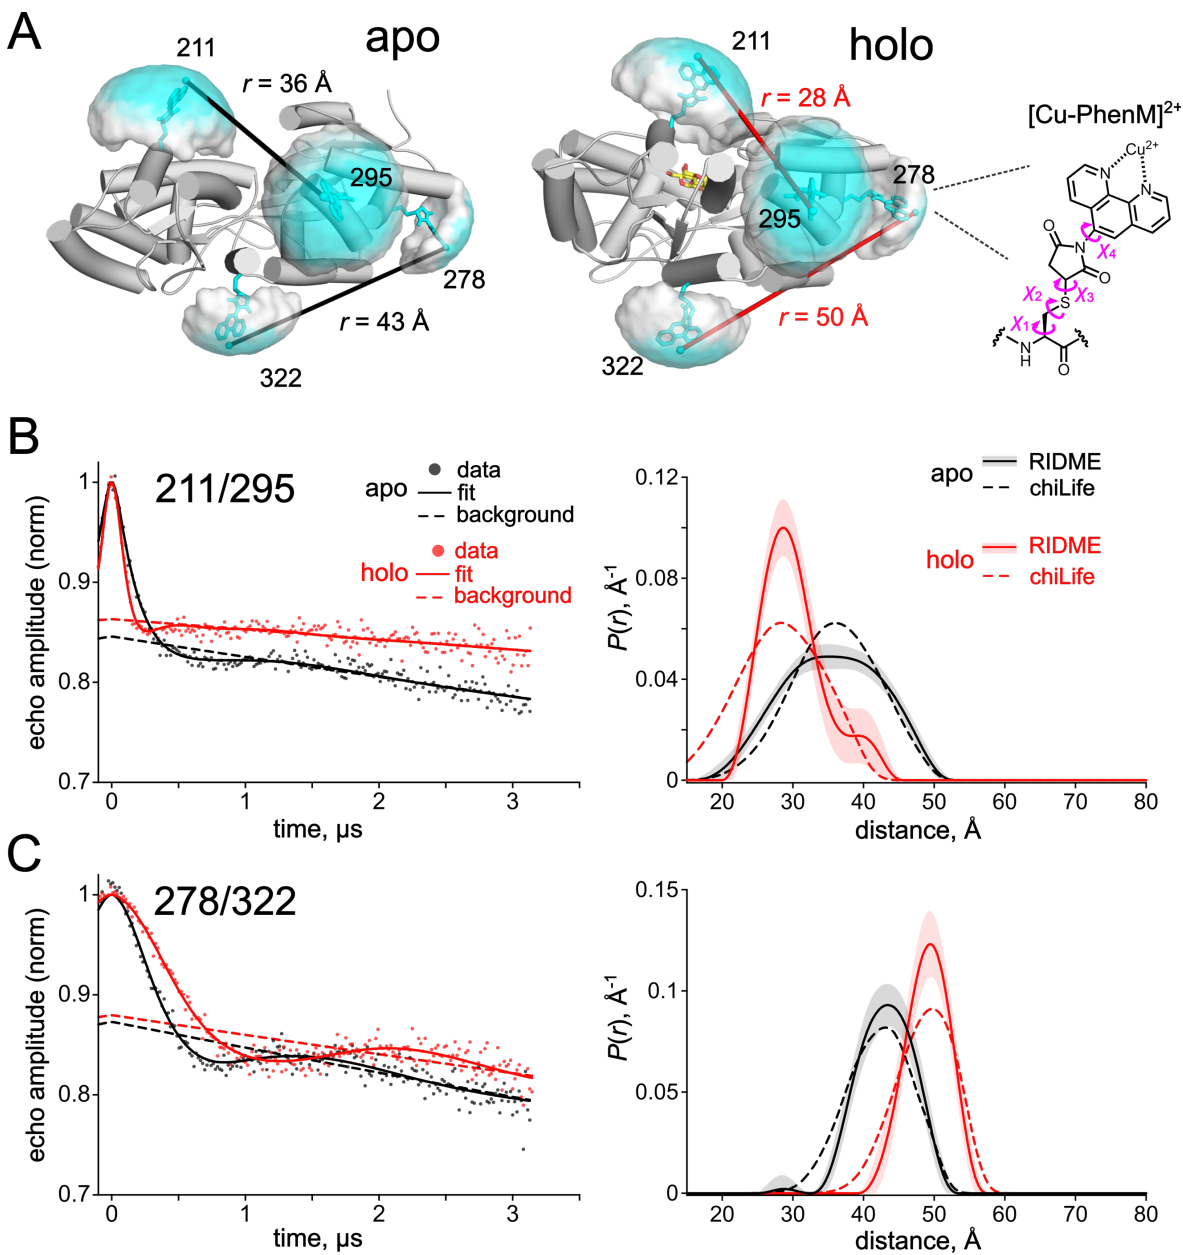 A
apo
holo
211
r = 36 Å
295
278
r = 43 Å
322
211
r = 28 Å
278
295
r = 50 Å
322
[Cu-PhenM]2+
Cu2+
N
N
O
N
O
χ4
χ2
χ3
S
χ1
N
H
O
B
211/295
apo
data
fit
background
holo
data
fit
background
echo amplitude (norm)
1
0.9
0.8
0.7
0
1
2
3
time, µs
apo
RIDME
chiLife
holo
RIDME
chiLife
P(r), Å-1
0.12
0.08
0.04
0
20
30
40
50
60
70
80
distance, Å
C
278/322
echo amplitude (norm)
1
0.9
0.8
0.7
0
1
2
3
time, µs
P(r), Å-1
0.15
0.1
0.05
0
20
30
40
50
60
70
80
distance, Å